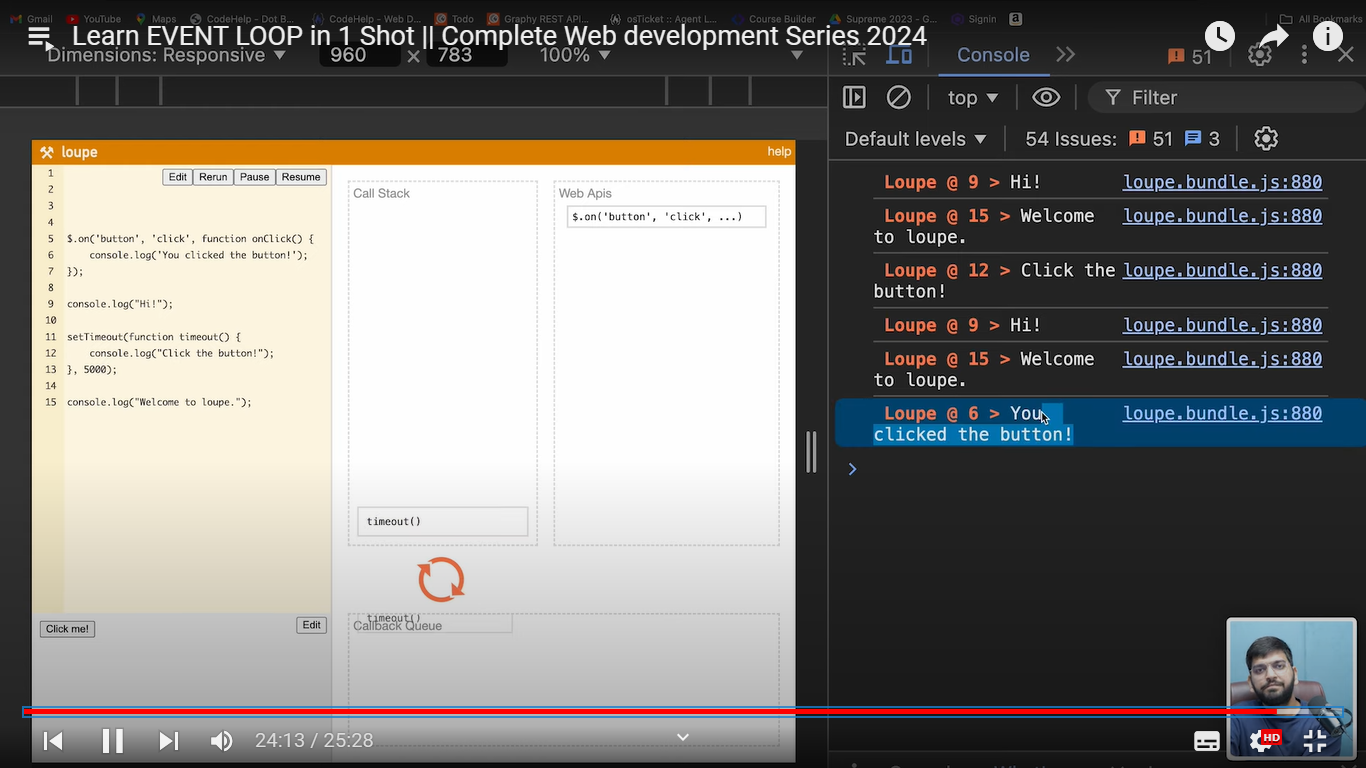 Gmail
YouTube
Maps
CodeHelp - Dot B...
CodeHelp - Web D...
Todo
Graphy REST API...
osTicket :: Agent L...
Course Builder
Supreme 2023 - G...
Signin
All Bookmarks
Learn EVENT LOOP in 1 Shot || Complete Web development Series 2024
Dimensions: Responsive ▼ 960 × 783 100% ▼
Console
51
top ▼
Filter
Default levels ▼
54 Issues: 51 3
loupe
help
Edit Rerun Pause Resume
1
2
3
4
5 $.on('button', 'click', function onClick() {
6 console.log('You clicked the button!');
7 });
8
9 console.log("Hi!");
10
11 setTimeout(function timeout() {
12 console.log("Click the button!");
13 }, 5000);
14
15 console.log("Welcome to loupe.");
Click me!
Edit
Call Stack
timeout()
Web Apis
$.on('button', 'click', ...)
timeout()
Callback Queue
Loupe @ 9 > Hi! loupe.bundle.js:880
Loupe @ 15 > Welcome loupe.bundle.js:880
to loupe.
Loupe @ 12 > Click the loupe.bundle.js:880
button!
Loupe @ 9 > Hi! loupe.bundle.js:880
Loupe @ 15 > Welcome loupe.bundle.js:880
to loupe.
Loupe @ 6 > You loupe.bundle.js:880
clicked the button!
>
24:13 / 25:28
HD